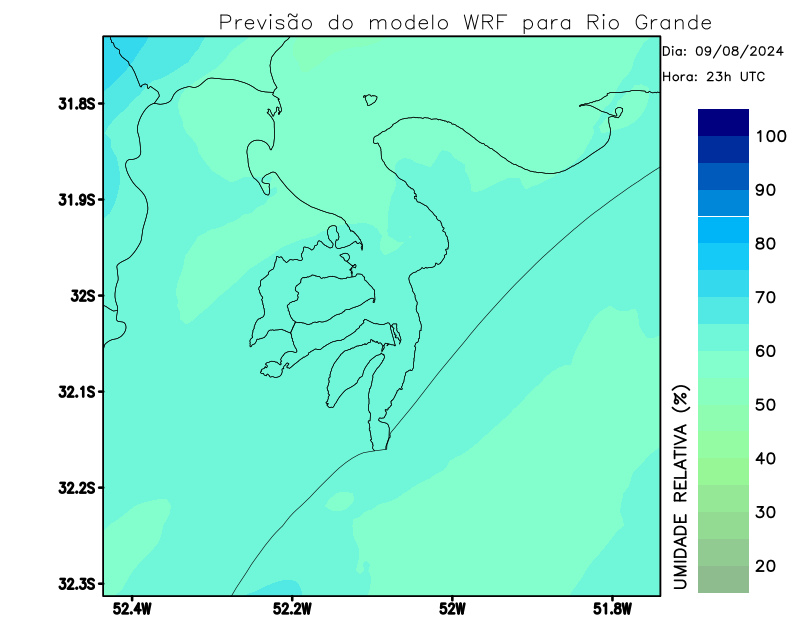 Previsão do modelo WRF para Rio Grande
Dia: 09/08/2024
Hora: 23h UTC
31.8S
31.9S
32S
32.1S
32.2S
32.3S
52.4W
52.2W
52W
51.8W
100
90
80
70
60
50
40
30
20
UMIDADE RELATIVA (%)